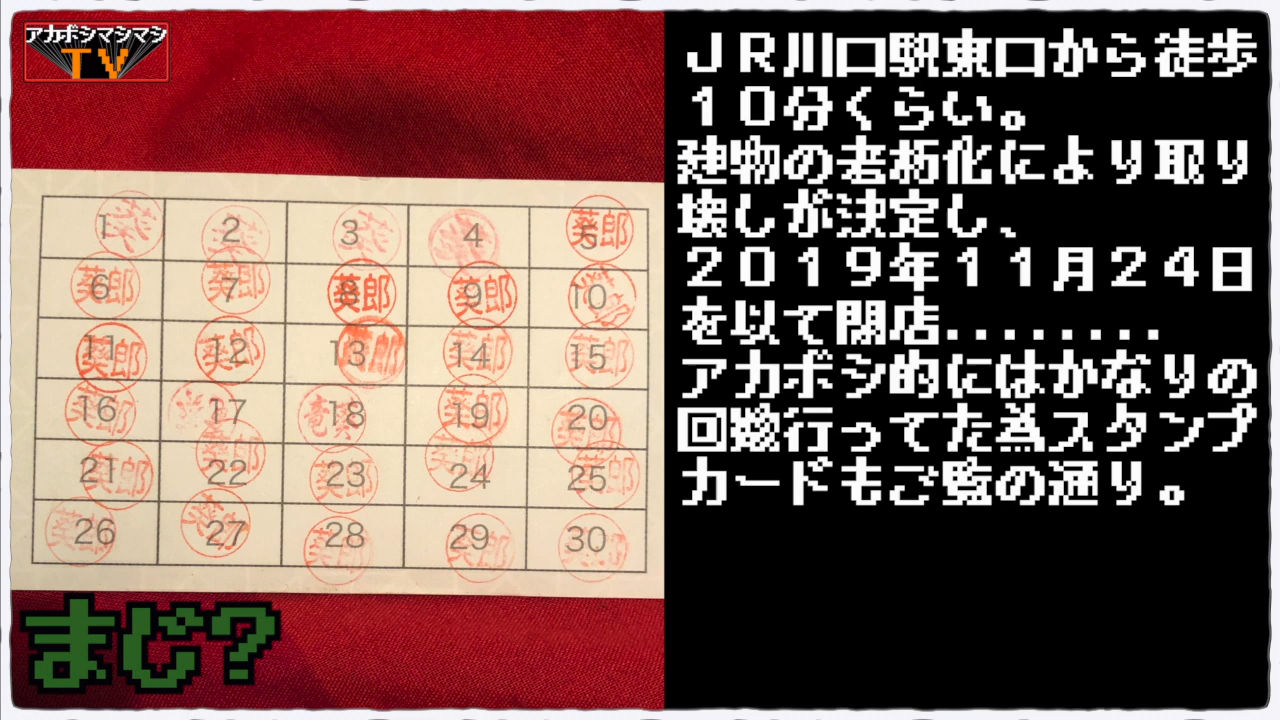 アカボシマシマシ
TV
JR川口駅東口から徒歩
10分くらい。
建物の老朽化により取り
壊しが決定し、
2019年11月24日
を以て閉店........
アカボシ的にはかなりの
回数行ってた為スタンプ
カードもご覧の通り。
1 2 3 4 5
6 7 8 9 10
11 12 13 14 15
16 17 18 19 20
21 22 23 24 25
26 27 28 29 30
葵郎
まじ?